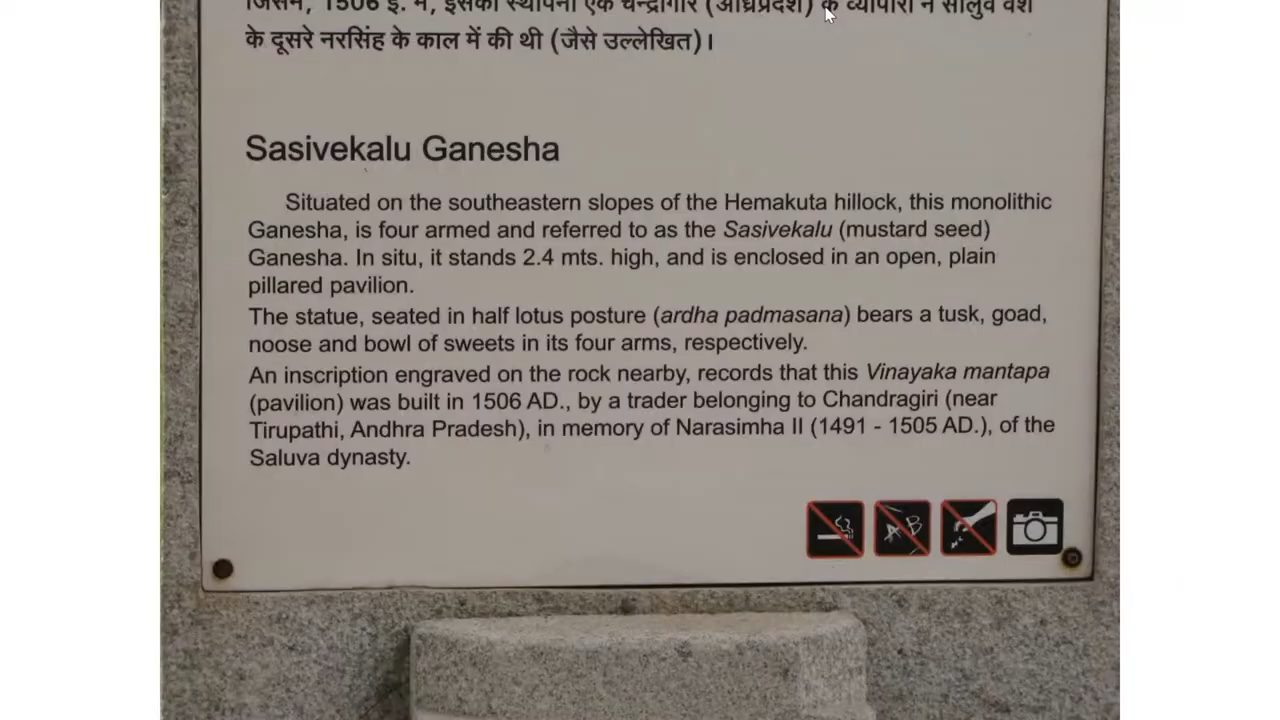 जिसमें, 1506 ई. में, इसकी स्थापना एक चन्द्रागिरि (आंध्रप्रदेश) के व्यापारी ने सालुव वंश
के दूसरे नरसिंह के काल में की थी (जैसे उल्लेखित)।
Sasivekalu Ganesha
Situated on the southeastern slopes of the Hemakuta hillock, this monolithic
Ganesha, is four armed and referred to as the Sasivekalu (mustard seed)
Ganesha. In situ, it stands 2.4 mts. high, and is enclosed in an open, plain
pillared pavilion.
The statue, seated in half lotus posture (ardha padmasana) bears a tusk, goad,
noose and bowl of sweets in its four arms, respectively.
An inscription engraved on the rock nearby, records that this Vinayaka mantapa
(pavilion) was built in 1506 AD., by a trader belonging to Chandragiri (near
Tirupathi, Andhra Pradesh), in memory of Narasimha II (1491 - 1505 AD.), of the
Saluva dynasty.
A B